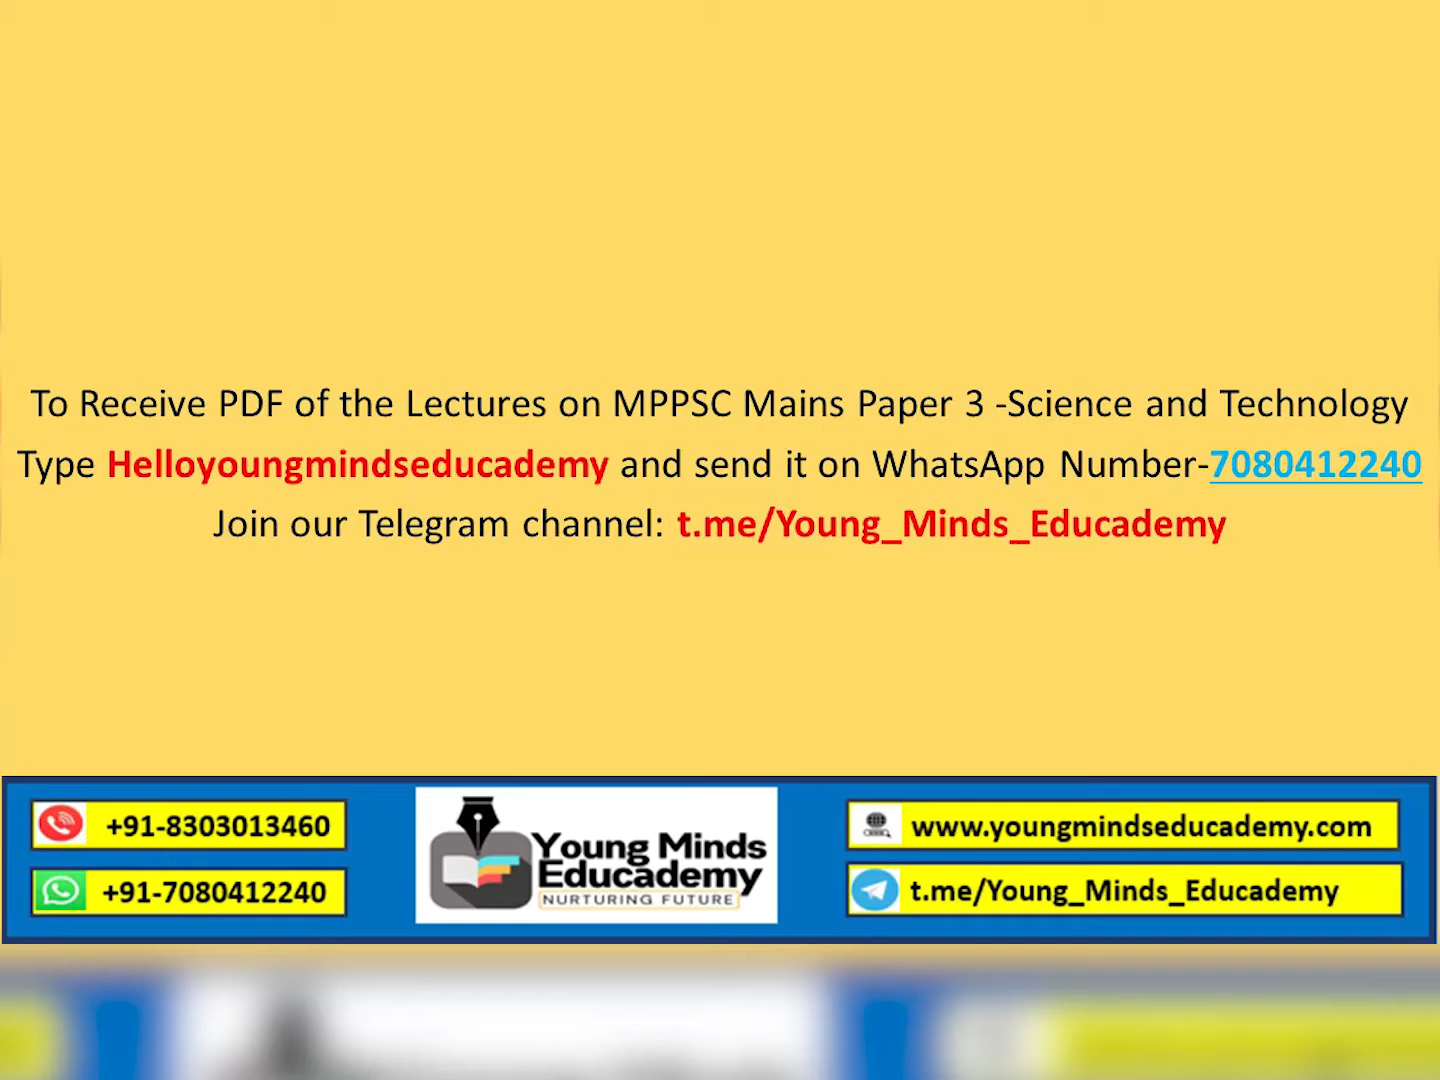 To Receive PDF of the Lectures on MPPSC Mains Paper 3 -Science and Technology
Type Helloyoungmindseducademy and send it on WhatsApp Number-7080412240
Join our Telegram channel: t.me/Young_Minds_Educademy
+91-8303013460
+91-7080412240
Young Minds
Educademy
NURTURING FUTURE
www.youngmindseducademy.com
t.me/Young_Minds_Educademy